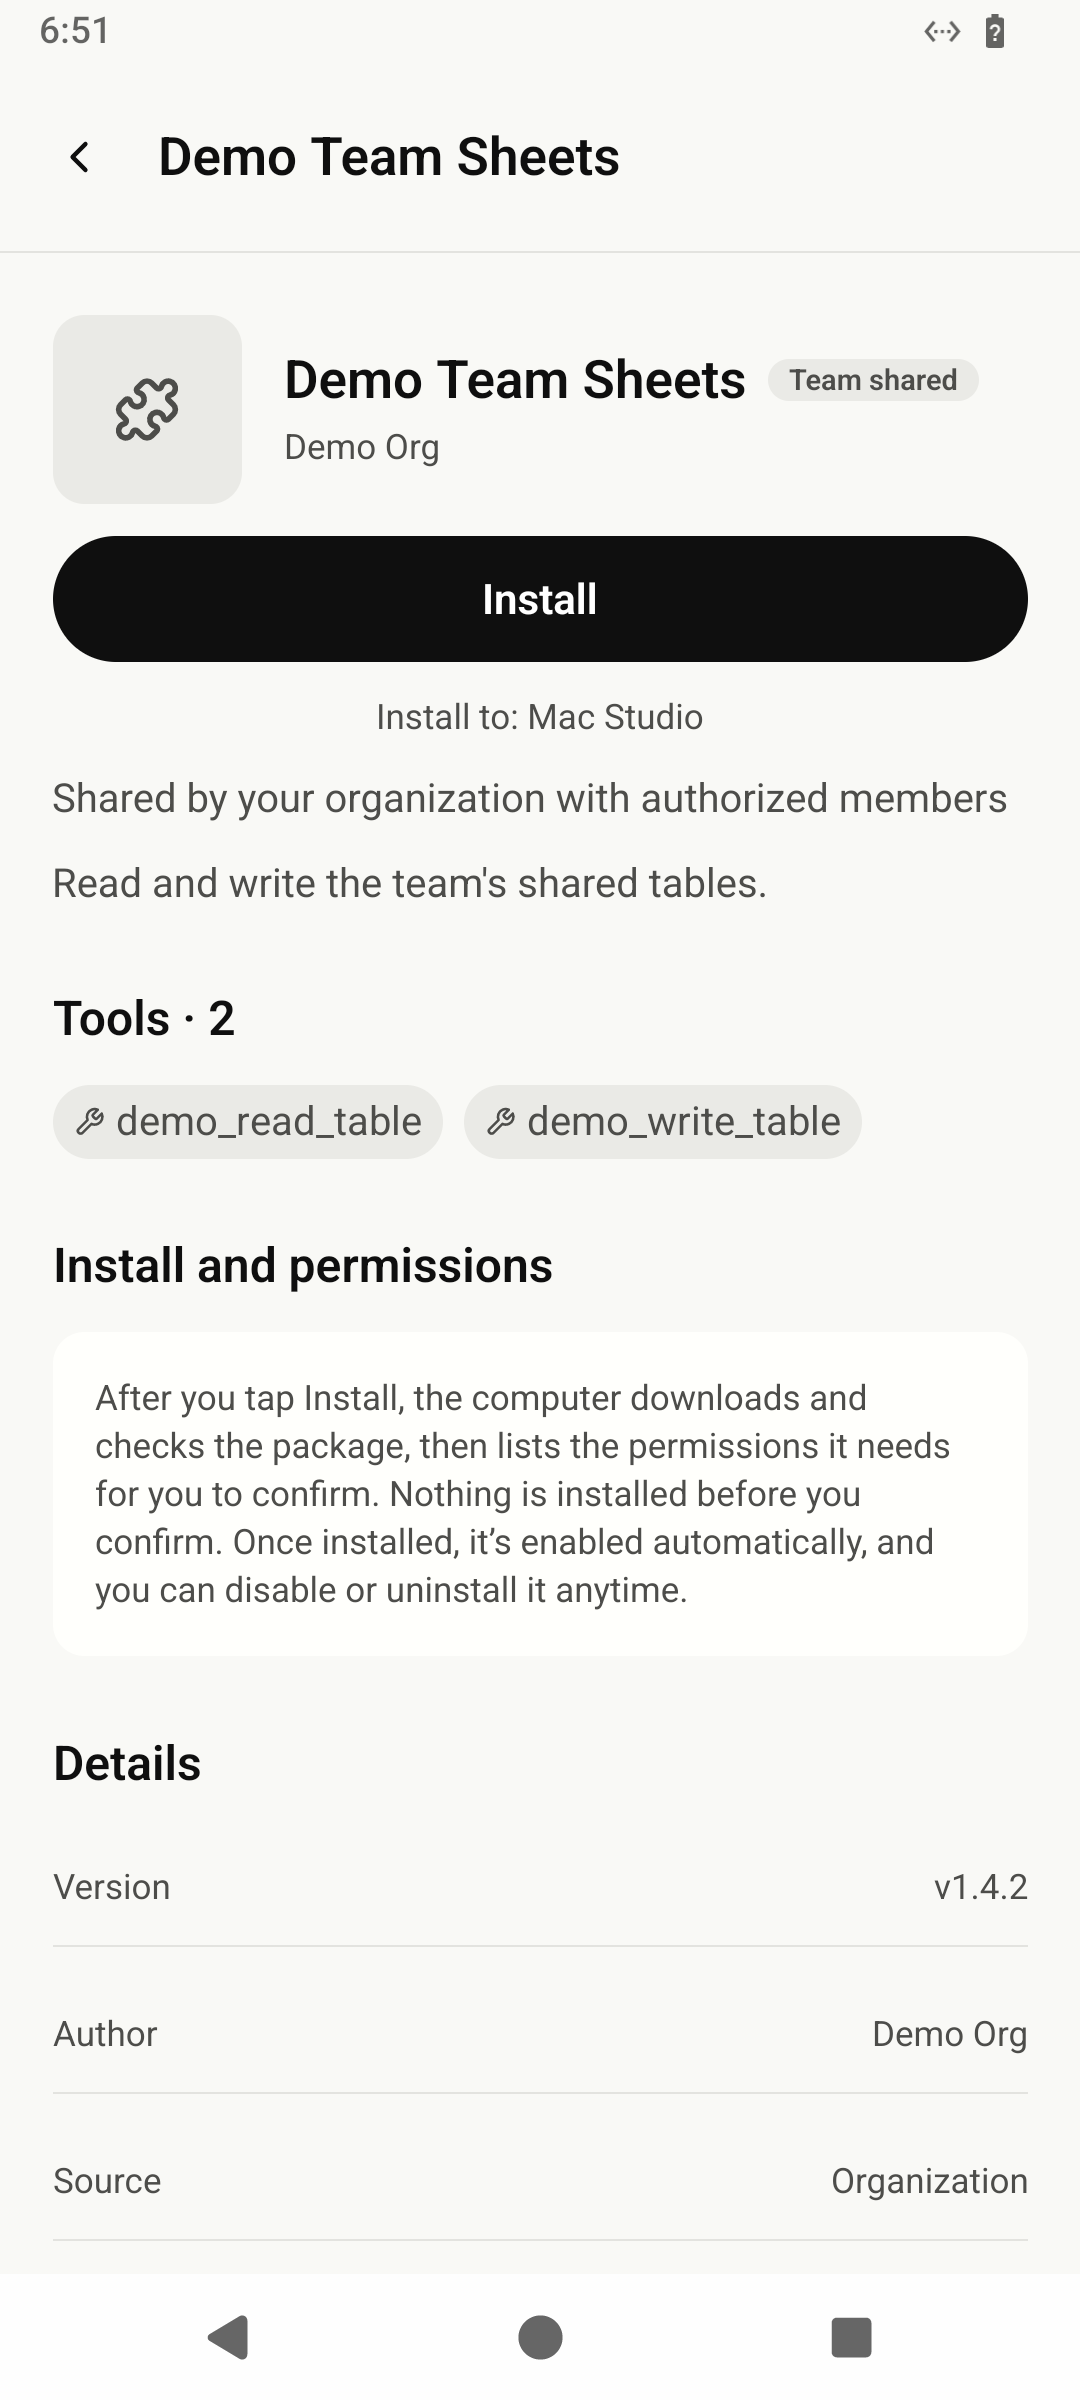 6:51
Demo Team Sheets
Demo Team Sheets
Team shared
Demo Org
Install
Install to: Mac Studio
Shared by your organization with authorized members
Read and write the team's shared tables.
Tools · 2
demo_read_table
demo_write_table
Install and permissions
After you tap Install, the computer downloads and
checks the package, then lists the permissions it needs
for you to confirm. Nothing is installed before you
confirm. Once installed, it’s enabled automatically, and
you can disable or uninstall it anytime.
Details
Version
v1.4.2
Author
Demo Org
Source
Organization